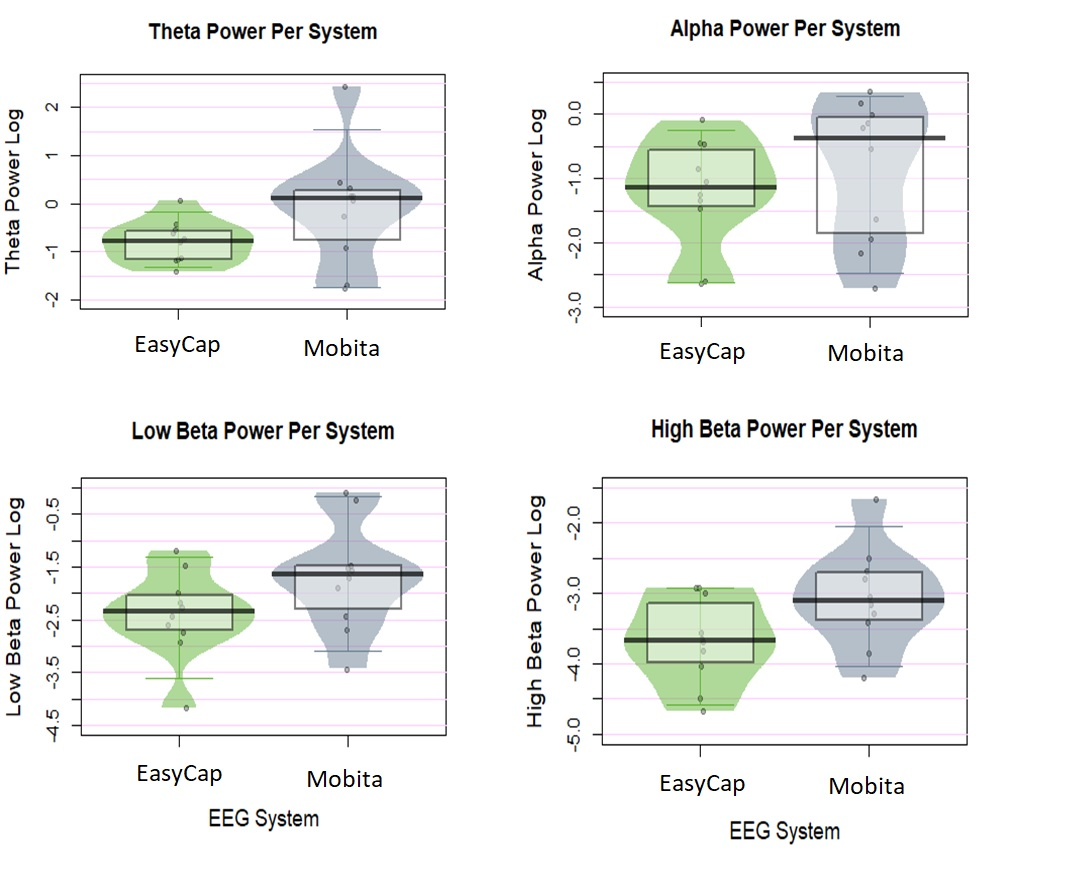 Theta Power Per System
Theta Power Log
2
1
0
-1
-2
EasyCap
Mobita
Alpha Power Per System
Alpha Power Log
0.0
-1.0
-2.0
-3.0
EasyCap
Mobita
Low Beta Power Per System
Low Beta Power Log
-0.5
-1.5
-2.5
-3.5
-4.5
EasyCap
Mobita
EEG System
High Beta Power Per System
High Beta Power Log
-2.0
-3.0
-4.0
-5.0
EasyCap
Mobita
EEG System